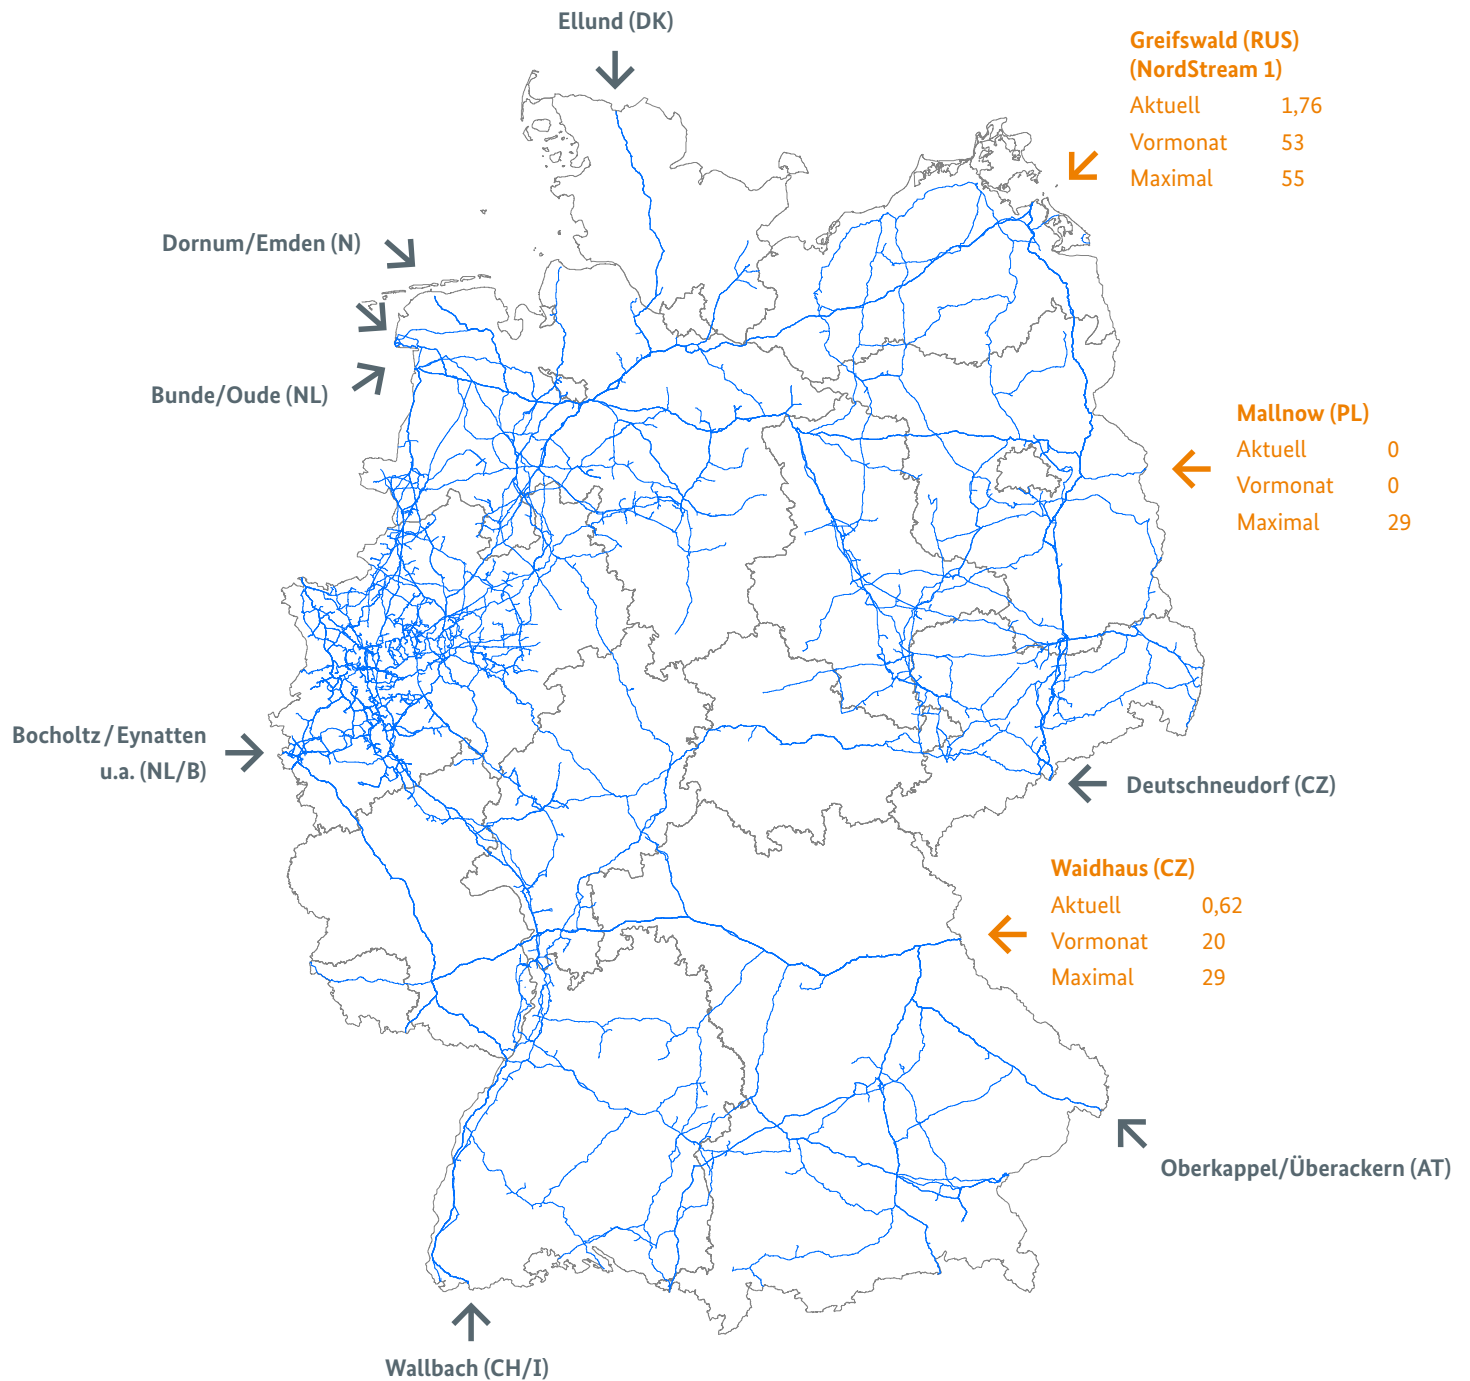 Ellund (DK)
Greifswald (RUS)
(NordStream 1)
Aktuell 1,76
Vormonat 53
Maximal 55
Dornum/Emden (N)
Bunde/Oude (NL)
Mallnow (PL)
Aktuell 0
Vormonat 0
Maximal 29
Bocholtz / Eynatten
u.a. (NL/B)
Deutschneudorf (CZ)
Waidhaus (CZ)
Aktuell 0,62
Vormonat 20
Maximal 29
Oberkappel/Überackern (AT)
Wallbach (CH/I)